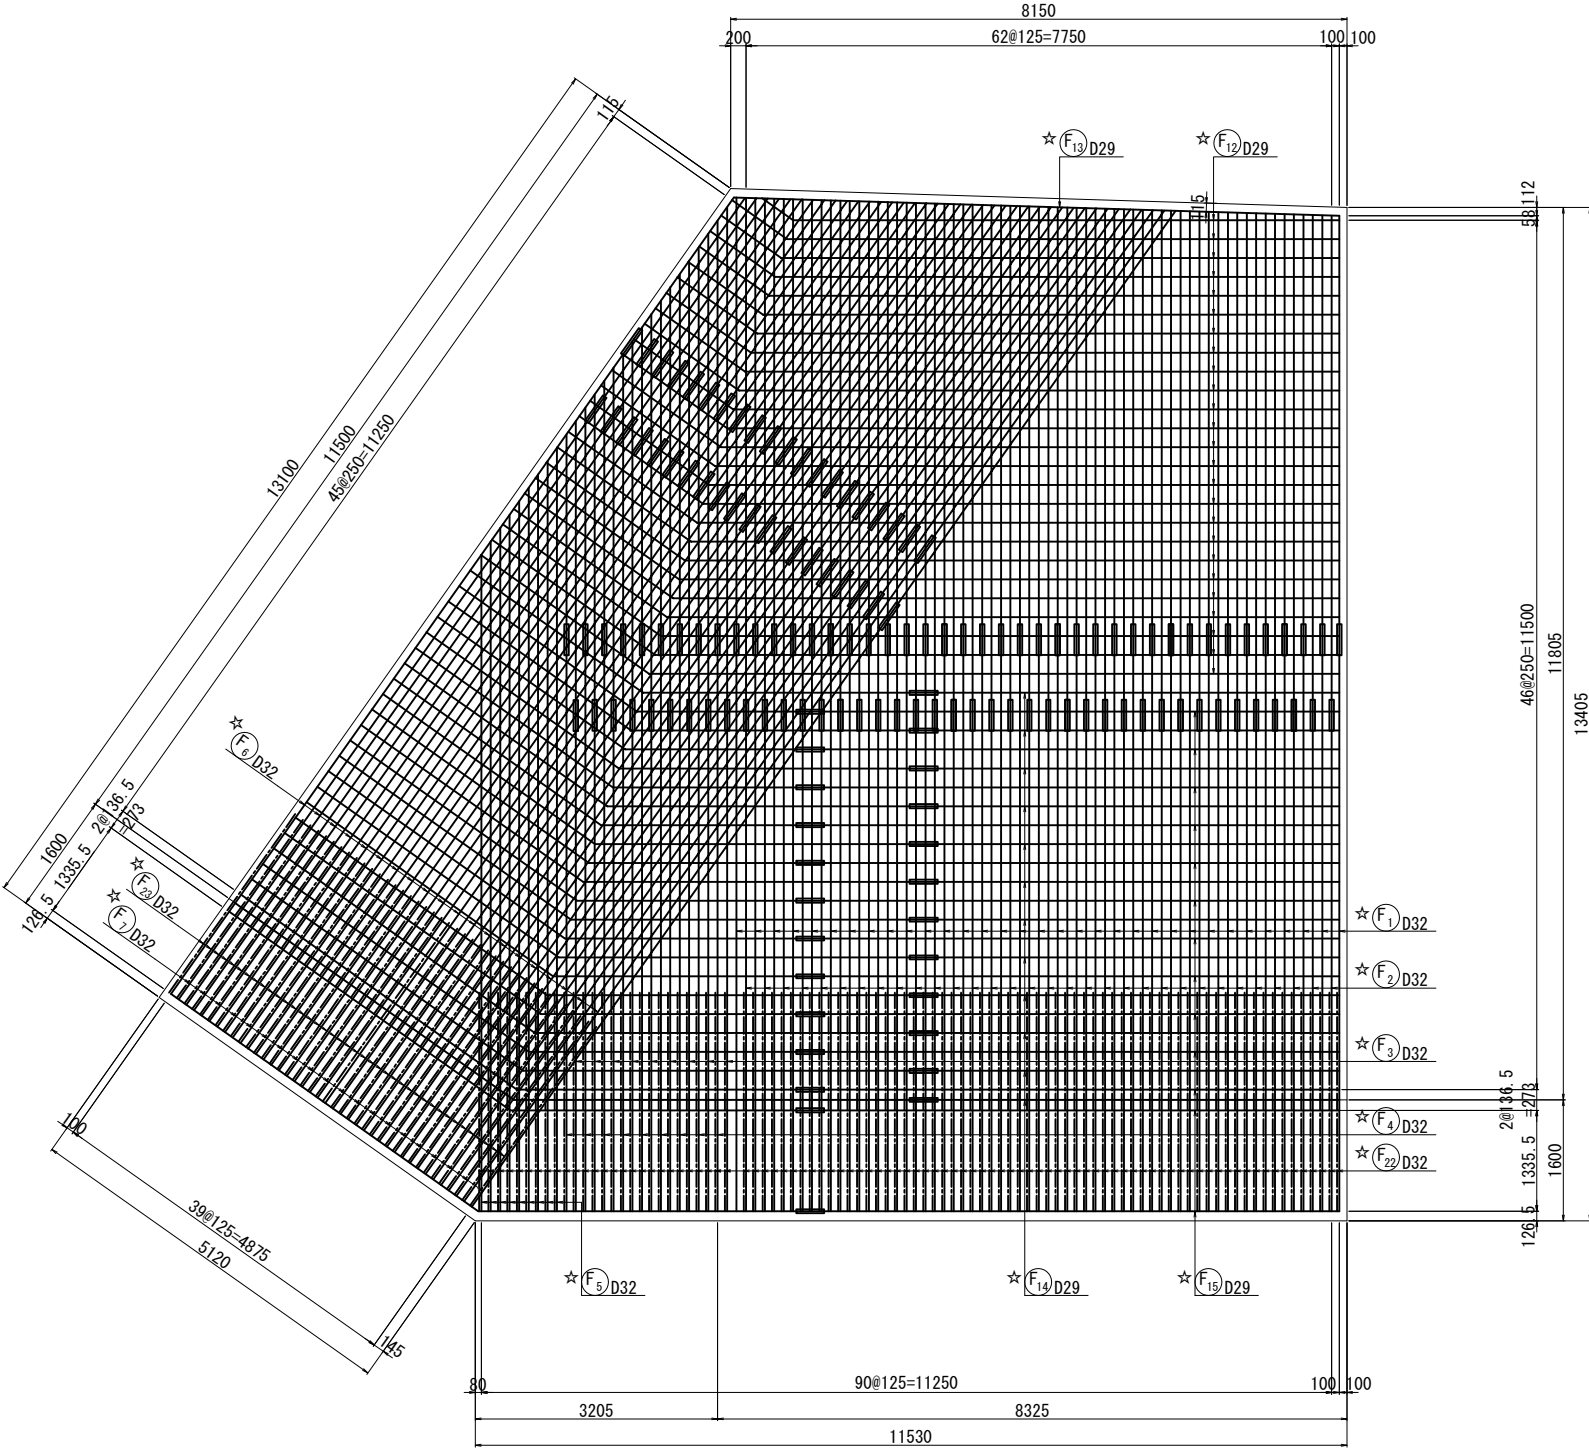 8150
200
62@125=7750
100
100
115
☆ F13 D29
☆ F12 D29
115
112
58
13100
11500
45@250=11250
46@250=11500
11805
13405
☆ F6 D32
2@136.5
=273
1600
1335.5
126.5
☆ F23 D32
☆ F7 D32
☆ F1 D32
☆ F2 D32
☆ F3 D32
☆ F4 D32
☆ F22 D32
2@136.5
=273
1335.5
1600
126.5
100
39@125=4875
5120
145
☆ F5 D32
☆ F14 D29
☆ F15 D29
80
90@125=11250
100
100
3205
8325
11530